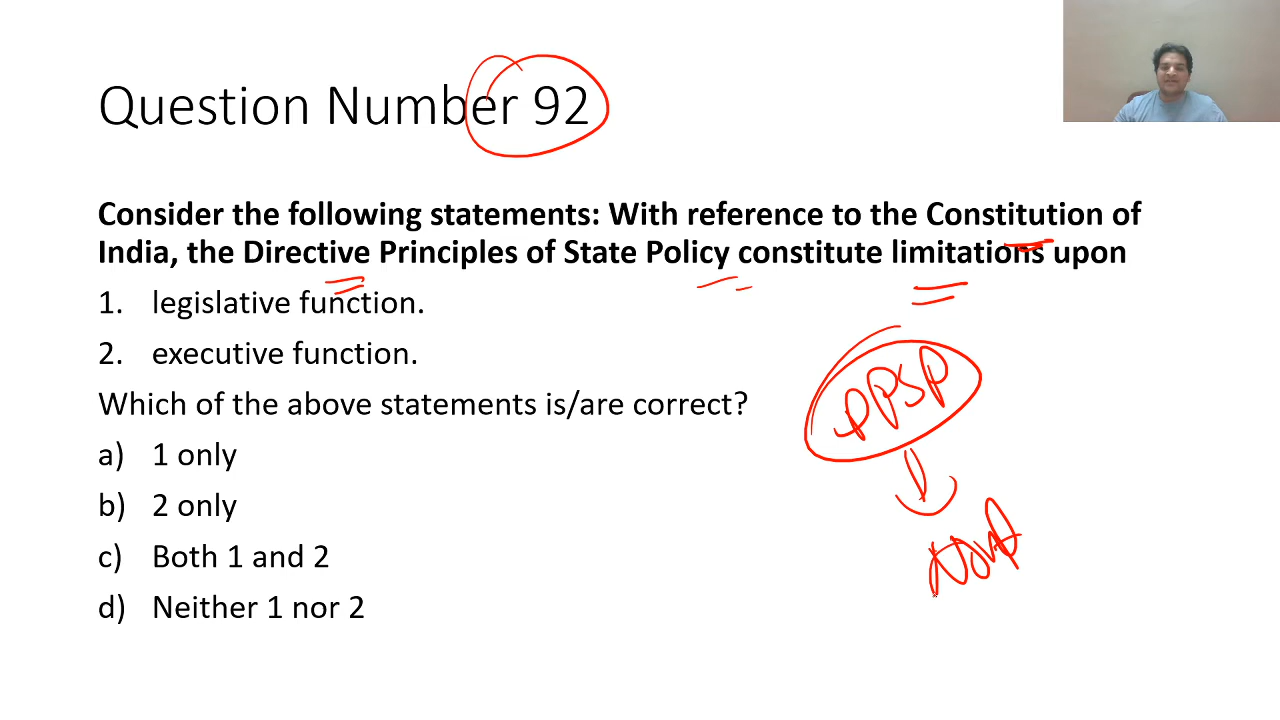 Question Number 92
Consider the following statements: With reference to the Constitution of
India, the Directive Principles of State Policy constitute limitations upon
1. legislative function.
2. executive function.
Which of the above statements is/are correct?
a) 1 only
b) 2 only
c) Both 1 and 2
d) Neither 1 nor 2